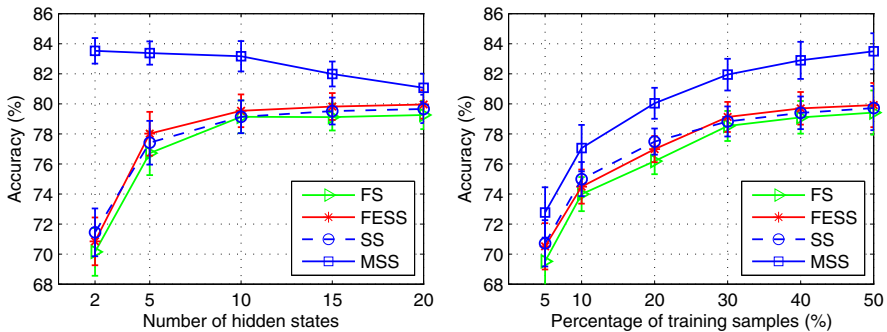 86
84
82
80
78
76
74
72
70
68
Accuracy (%)
2
5
10
15
20
Number of hidden states
FS
FESS
SS
MSS
86
84
82
80
78
76
74
72
70
68
Accuracy (%)
5
10
20
30
40
50
Percentage of training samples (%)
FS
FESS
SS
MSS